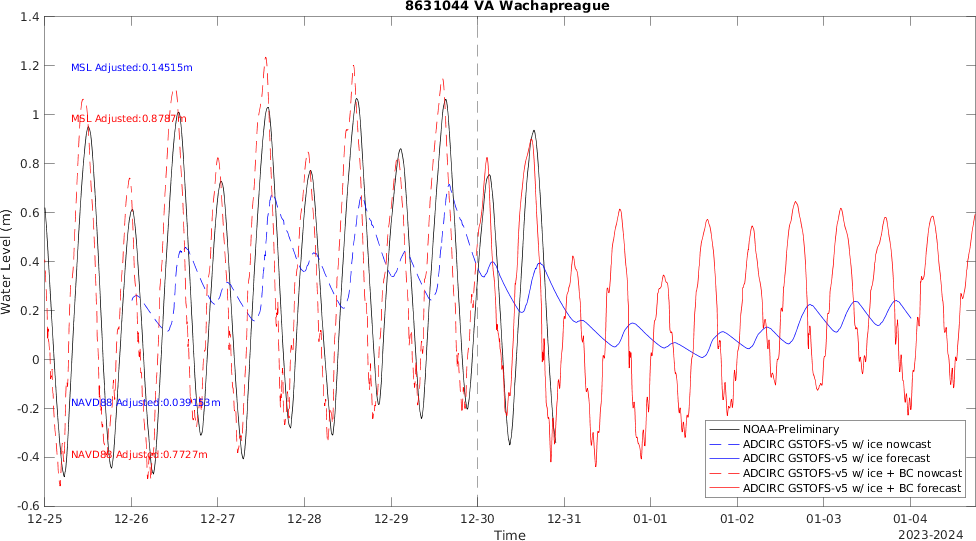 8631044 VA Wachapreague
1.4
1.2
1
0.8
0.6
0.4
0.2
0
-0.2
-0.4
-0.6
Water Level (m)
MSL Adjusted:0.14515m
MSL Adjusted:0.8787m
NAVD88 Adjusted:0.039153m
NAVD88 Adjusted:0.7727m
NOAA-Preliminary
ADCIRC GSTOFS-v5 w/ ice nowcast
ADCIRC GSTOFS-v5 w/ ice forecast
ADCIRC GSTOFS-v5 w/ ice + BC nowcast
ADCIRC GSTOFS-v5 w/ ice + BC forecast
12-25 12-26 12-27 12-28 12-29 12-30 12-31 01-01 01-02 01-03 01-04
Time
2023-2024